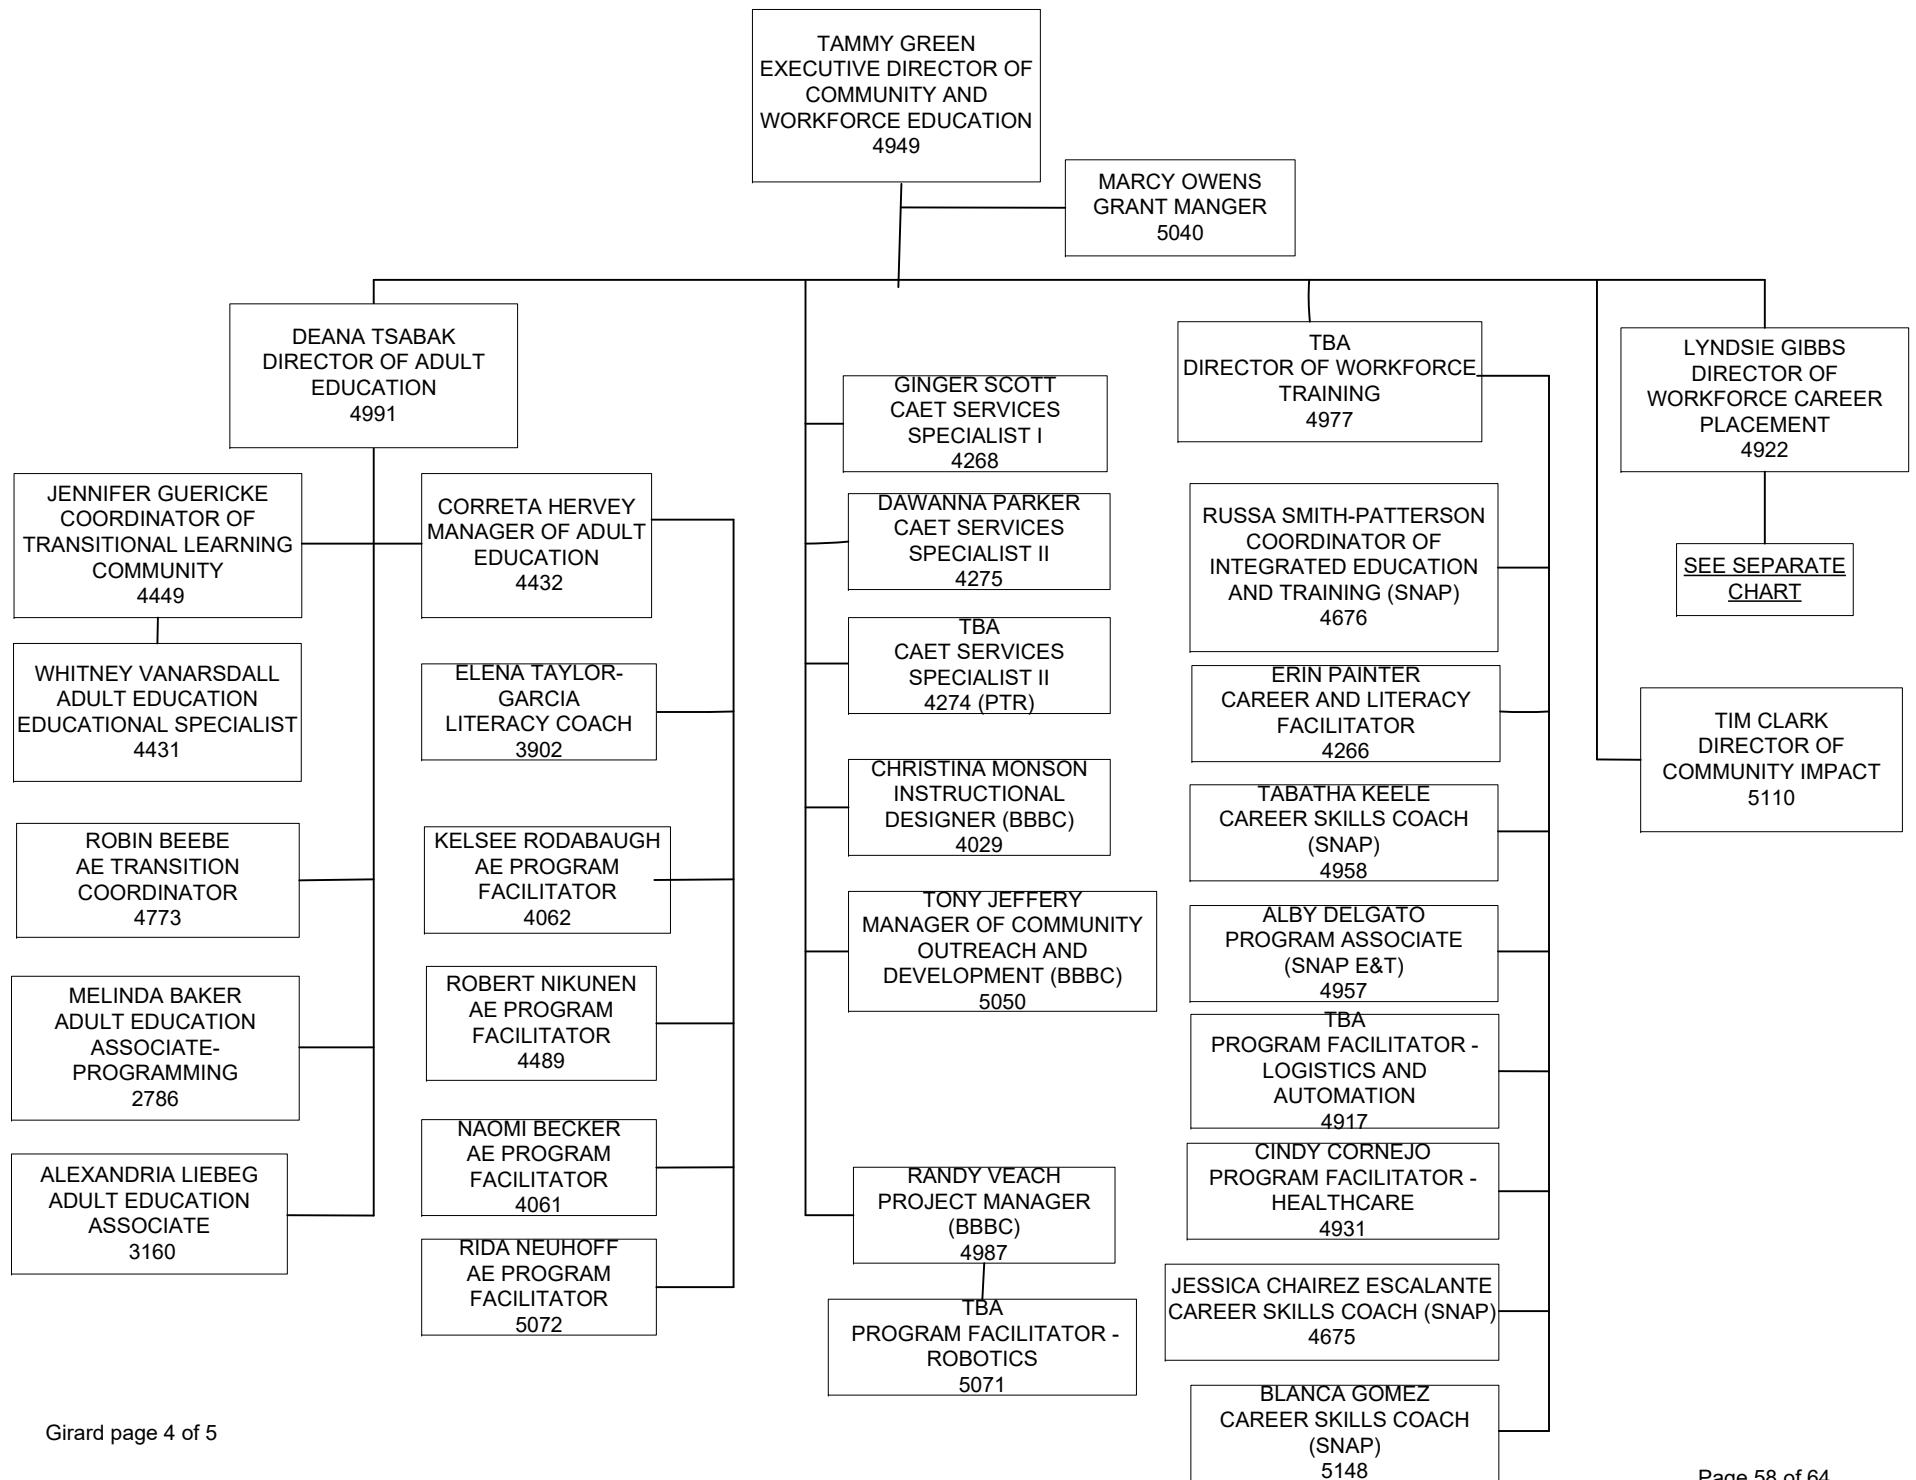 TAMMY GREEN
EXECUTIVE DIRECTOR OF
COMMUNITY AND
WORKFORCE EDUCATION
4949
MARCY OWENS
GRANT MANGER
5040
DEANA TSABAK
DIRECTOR OF ADULT
EDUCATION
4991
JENNIFER GUERICKE
COORDINATOR OF
TRANSITIONAL LEARNING
COMMUNITY
4449
WHITNEY VANARSDALL
ADULT EDUCATION
EDUCATIONAL SPECIALIST
4431
ROBIN BEEBE
AE TRANSITION
COORDINATOR
4773
MELINDA BAKER
ADULT EDUCATION
ASSOCIATE-
PROGRAMMING
2786
ALEXANDRIA LIEBEG
ADULT EDUCATION
ASSOCIATE
3160
CORRETA HERVEY
MANAGER OF ADULT
EDUCATION
4432
ELENA TAYLOR-
GARCIA
LITERACY COACH
3902
KELSEE RODABAUGH
AE PROGRAM
FACILITATOR
4062
ROBERT NIKUNEN
AE PROGRAM
FACILITATOR
4489
NAOMI BECKER
AE PROGRAM
FACILITATOR
4061
RIDA NEUHOFF
AE PROGRAM
FACILITATOR
5072
GINGER SCOTT
CAET SERVICES
SPECIALIST I
4268
DAWANNA PARKER
CAET SERVICES
SPECIALIST II
4275
TBA
CAET SERVICES
SPECIALIST II
4274 (PTR)
CHRISTINA MONSON
INSTRUCTIONAL
DESIGNER (BBBC)
4029
TONY JEFFERY
MANAGER OF COMMUNITY
OUTREACH AND
DEVELOPMENT (BBBC)
5050
RANDY VEACH
PROJECT MANAGER
(BBBC)
4987
TBA
PROGRAM FACILITATOR -
ROBOTICS
5071
TBA
DIRECTOR OF WORKFORCE
TRAINING
4977
RUSSA SMITH-PATTERSON
COORDINATOR OF
INTEGRATED EDUCATION
AND TRAINING (SNAP)
4676
ERIN PAINTER
CAREER AND LITERACY
FACILITATOR
4266
TABATHA KEELE
CAREER SKILLS COACH
(SNAP)
4958
ALBY DELGATO
PROGRAM ASSOCIATE
(SNAP E&T)
4957
TBA
PROGRAM FACILITATOR -
LOGISTICS AND
AUTOMATION
4917
CINDY CORNEJO
PROGRAM FACILITATOR -
HEALTHCARE
4931
JESSICA CHAIREZ ESCALANTE
CAREER SKILLS COACH (SNAP)
4675
BLANCA GOMEZ
CAREER SKILLS COACH
(SNAP)
5148
LYNDSIE GIBBS
DIRECTOR OF
WORKFORCE CAREER
PLACEMENT
4922
SEE SEPARATE
CHART
TIM CLARK
DIRECTOR OF
COMMUNITY IMPACT
5110
Girard page 4 of 5
Page 58 of 64